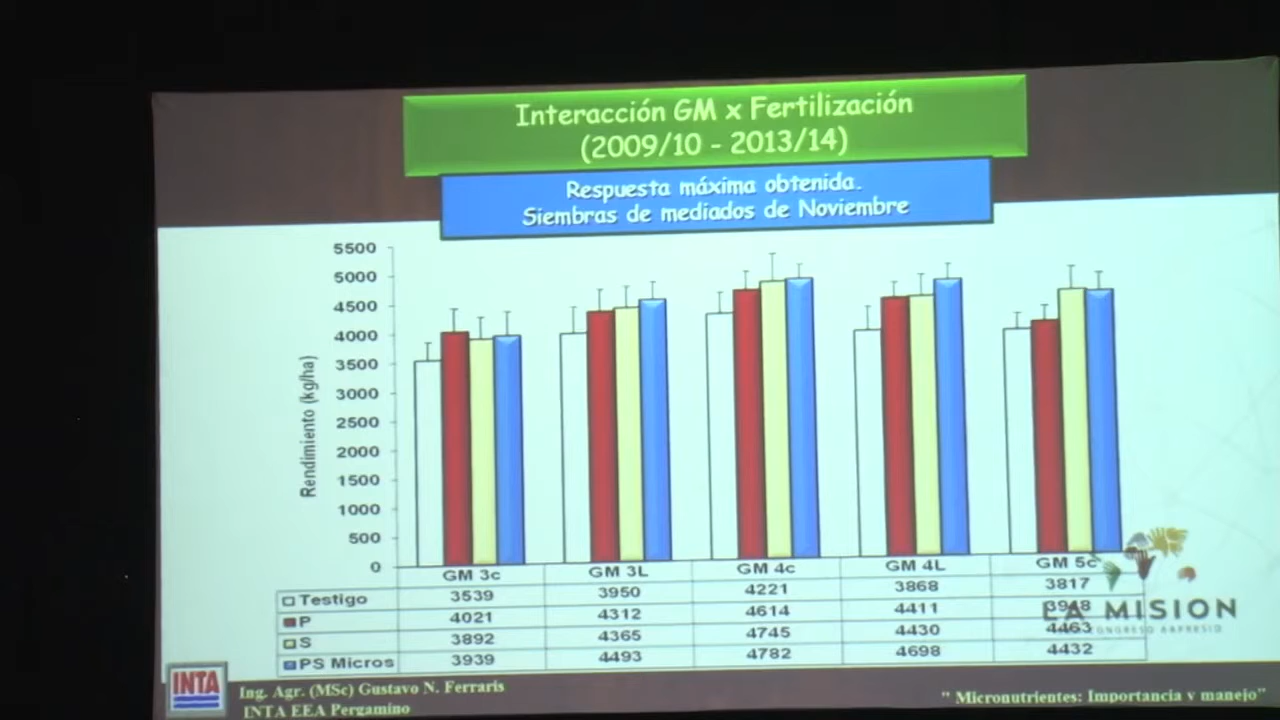 Interacción GM x Fertilización
(2009/10 - 2013/14)
Respuesta máxima obtenida.
Siembras de mediados de Noviembre
Rendimiento (kg/ha)
5500
5000
4500
4000
3500
3000
2500
2000
1500
1000
500
0
GM 3c GM 3L GM 4c GM 4L GM 5c
Testigo 3539 3950 4221 3868 3817
P 4021 4312 4614 4411 3948
S 3892 4365 4745 4430 4463
PS Micros 3939 4493 4782 4698 4432
LA MISION
CONGRESO AAPRESID
INTA
Ing. Agr. (MSc) Gustavo N. Ferraris
INTA EEA Pergamino
" Micronutrientes: Importancia y manejo"